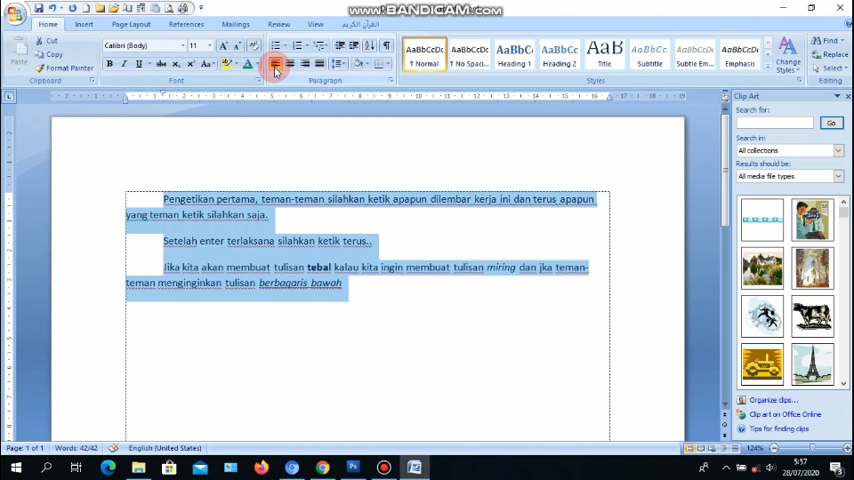 www.BANDICAM.com
Home Insert Page Layout References Mailings Review View القرآن الكريم
Cut
Copy
Paste
Format Painter
Clipboard
Calibri (Body) 11
Font
Paragraph
AaBbCcDc AaBbCcDc AaBbC AaBbCc AaB AaBbCc. AaBbCcDc
¶ Normal ¶ No Spaci... Heading 1 Heading 2 Title Subtitle Subtle Em...
Change Styles
Styles
Find
Replace
Select
Editing
Pengetikan pertama, teman-teman silahkan ketik apapun dilembar kerja ini dan terus apapun
yang teman ketik silahkan saja.
Setelah enter terlaksana silahkan ketik terus..
Jika kita akan membuat tulisan tebal kalau kita ingin membuat tulisan miring dan jka teman-
teman menginginkan tulisan berbagaris bawah
Clip Art
Search for:
Go
Search in:
All collections
Results should be:
All media file types
Organize clips...
Clip art on Office Online
Tips for finding clips
Page: 1 of 1 Words: 42/42 English (United States) 124%
5:57
28/07/2020